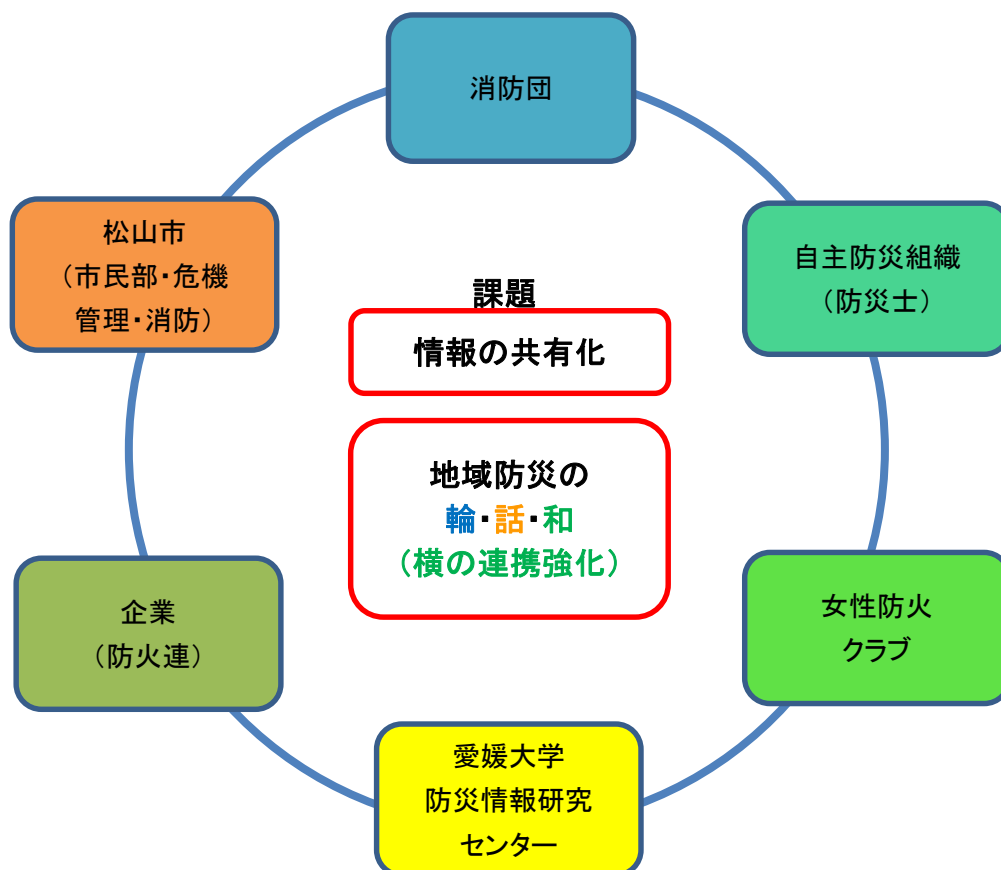 消防団
松山市
（市民部・危機
管理・消防）
自主防災組織
（防災士）
課題
情報の共有化
地域防災の
輪・話・和
（横の連携強化）
企業
（防火連）
女性防火
クラブ
愛媛大学
防災情報研究
センター